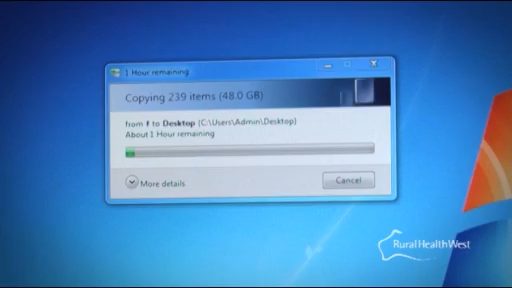 1 Hour remaining
Copying 239 items (48.0 GB)
from f to Desktop (C:\Users\Admin\Desktop)
About 1 Hour remaining
More details
Cancel
RuralHealthWest